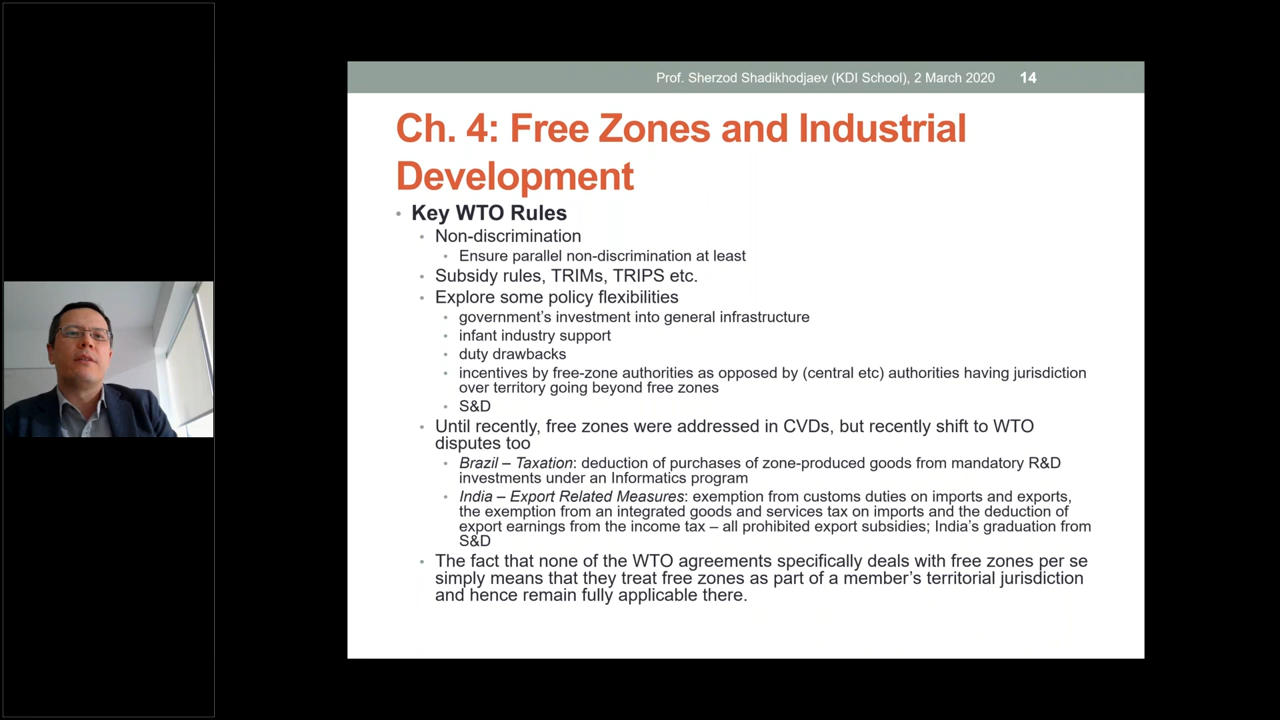 Prof. Sherzod Shadikhodjaev (KDI School), 2 March 2020 14
Ch. 4: Free Zones and Industrial
Development
• Key WTO Rules
• Non-discrimination
• Ensure parallel non-discrimination at least
• Subsidy rules, TRIMs, TRIPS etc.
• Explore some policy flexibilities
• government's investment into general infrastructure
• infant industry support
• duty drawbacks
• incentives by free-zone authorities as opposed by (central etc) authorities having jurisdiction
over territory going beyond free zones
• S&D
• Until recently, free zones were addressed in CVDs, but recently shift to WTO
disputes too
• Brazil – Taxation: deduction of purchases of zone-produced goods from mandatory R&D
investments under an Informatics program
• India – Export Related Measures: exemption from customs duties on imports and exports,
the exemption from an integrated goods and services tax on imports and the deduction of
export earnings from the income tax – all prohibited export subsidies; India's graduation from
S&D
• The fact that none of the WTO agreements specifically deals with free zones per se
simply means that they treat free zones as part of a member's territorial jurisdiction
and hence remain fully applicable there.